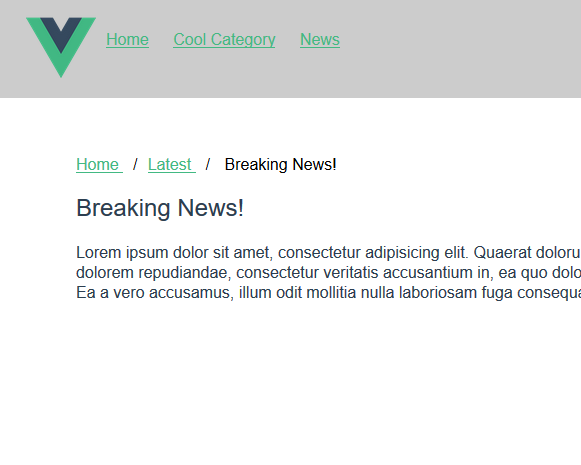 Home Cool Category News
Home / Latest / Breaking News!
Breaking News!
Lorem ipsum dolor sit amet, consectetur adipisicing elit. Quaerat doloru
dolorem repudiandae, consectetur veritatis accusantium in, ea quo dolo
Ea a vero accusamus, illum odit mollitia nulla laboriosam fuga consequa